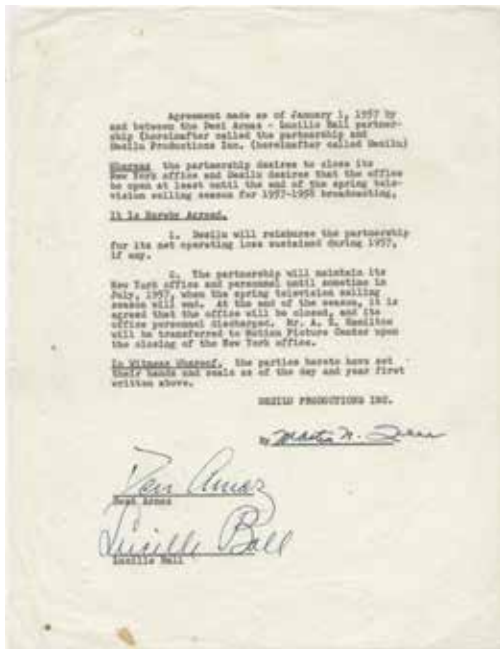 Agreement made as of January 1, 1957 by
and between the Desi Arnaz - Lucille Ball partner-
ship (hereinafter called the partnership and
Desilu Productions Inc. (hereinafter called Desilu)
Whereas the partnership desires to close its
New York office and Desilu desires that the office
be open at least until the end of the spring tele-
vision selling season for 1957-1958 broadcasting,
It Is Hereby Agreed.
1. Desilu will reimburse the partnership
for its net operating loss sustained during 1957,
if any.
2. The partnership will maintain its
New York office and personnel until sometime in
July, 1957, when the spring television selling
season will end. At the end of the season, it is
agreed that the office will be closed, and its
office personnel discharged. Mr. A. Hamilton
will be transferred to Motion Picture Center upon
the closing of the New York office.
In Witness Whereof, the parties hereto have set
their hands and seals as of the day and year first
written above.
DESILU PRODUCTIONS INC.
By Martin N.
Desi Arnaz
Desi Arnaz
Lucille Ball
Lucille Ball